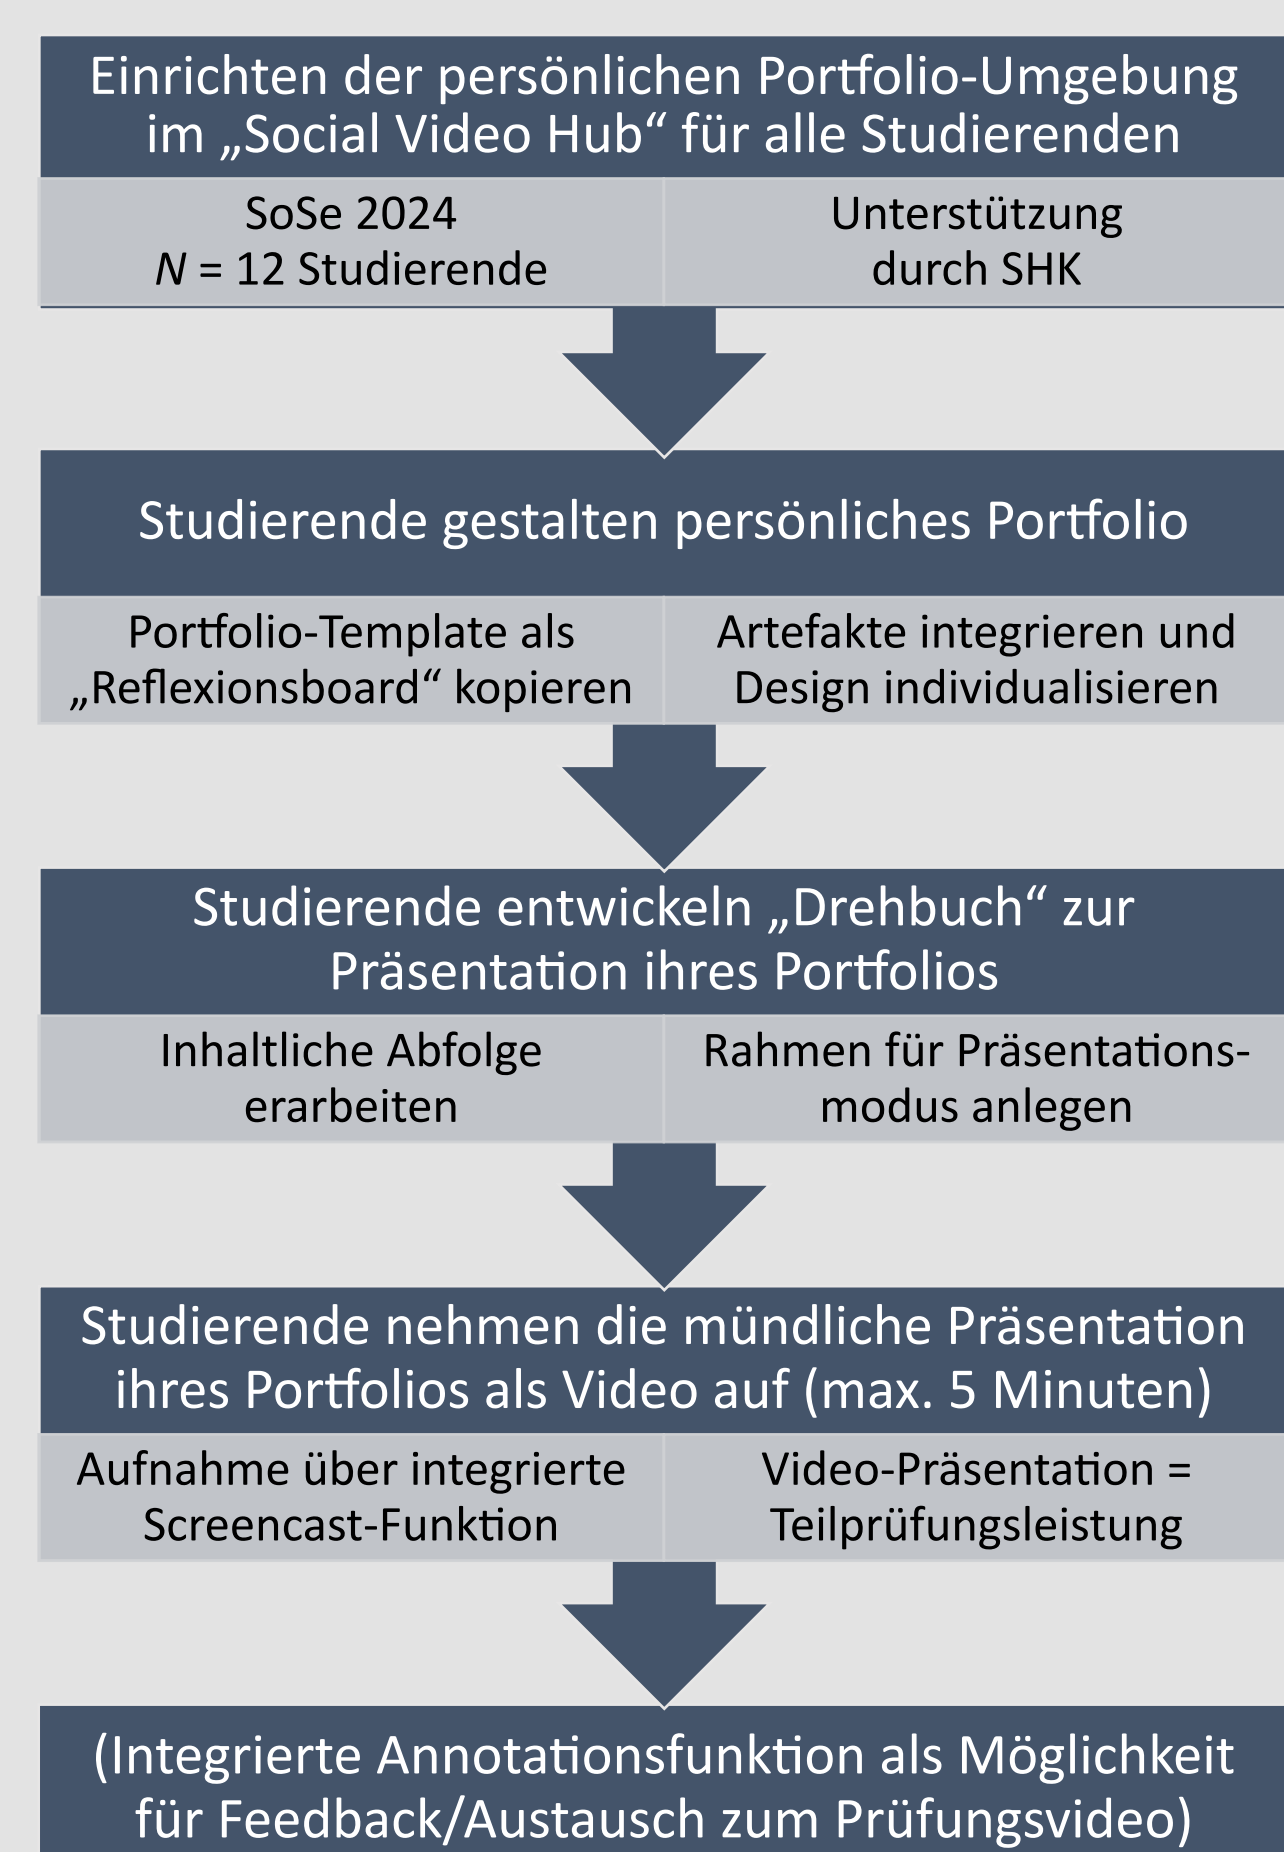 Einrichten der persönlichen Portfolio-Umgebung
im „Social Video Hub“ für alle Studierenden
SoSe 2024
N = 12 Studierende
Unterstützung
durch SHK
Studierende gestalten persönliches Portfolio
Portfolio-Template als
„Reflexionsboard“ kopieren
Artefakte integrieren und
Design individualisieren
Studierende entwickeln „Drehbuch“ zur
Präsentation ihres Portfolios
Inhaltliche Abfolge
erarbeiten
Rahmen für Präsentations-
modus anlegen
Studierende nehmen die mündliche Präsentation
ihres Portfolios als Video auf (max. 5 Minuten)
Aufnahme über integrierte
Screencast-Funktion
Video-Präsentation =
Teilprüfungsleistung
(Integrierte Annotationsfunktion als Möglichkeit
für Feedback/Austausch zum Prüfungsvideo)